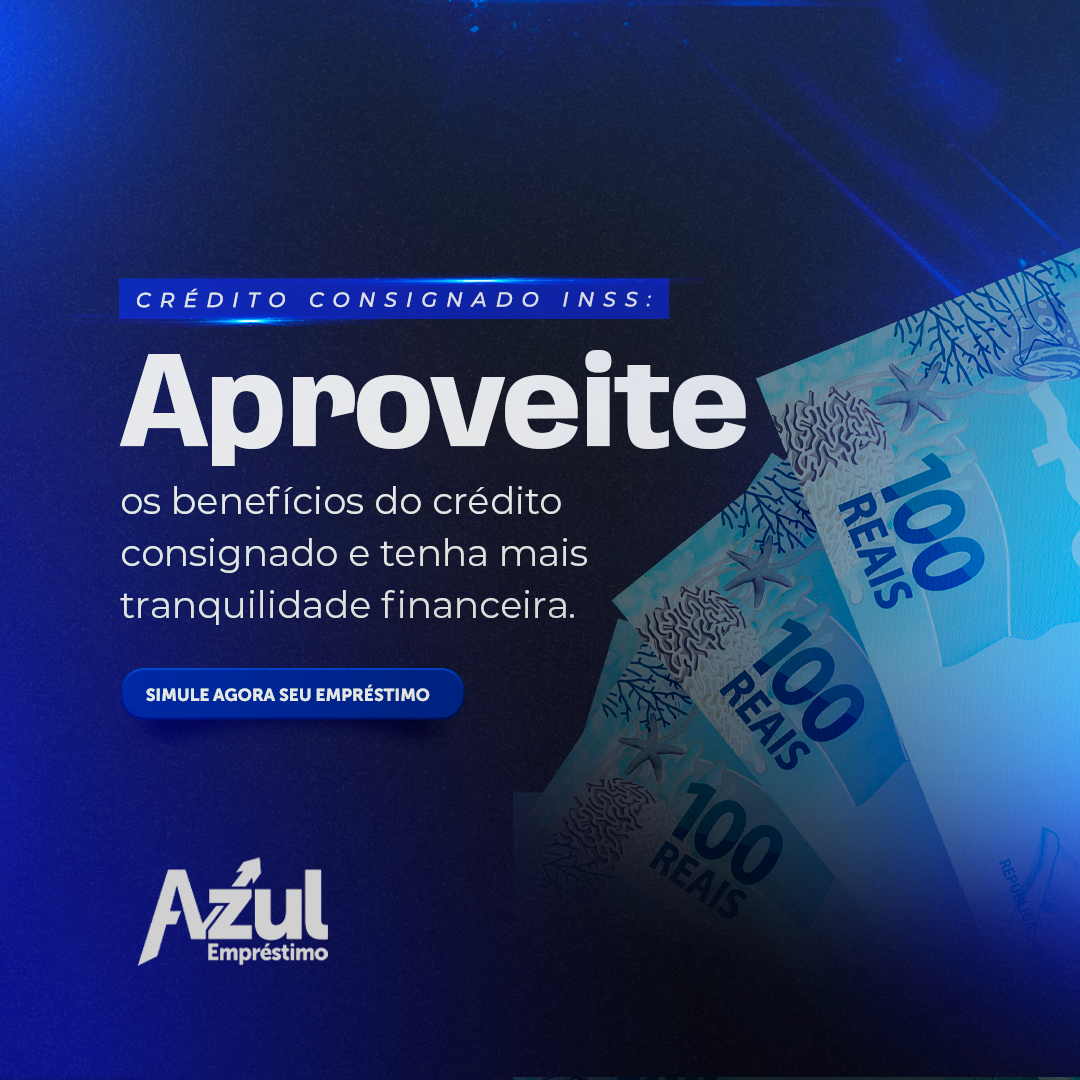 CRÉDITO CONSIGNADO INSS:
Aproveite
os benefícios do crédito
consignado e tenha mais
tranquilidade financeira.
SIMULE AGORA SEU EMPRÉSTIMO
100
REAIS
100
REAIS
100
REAIS
Azul
Empréstimo